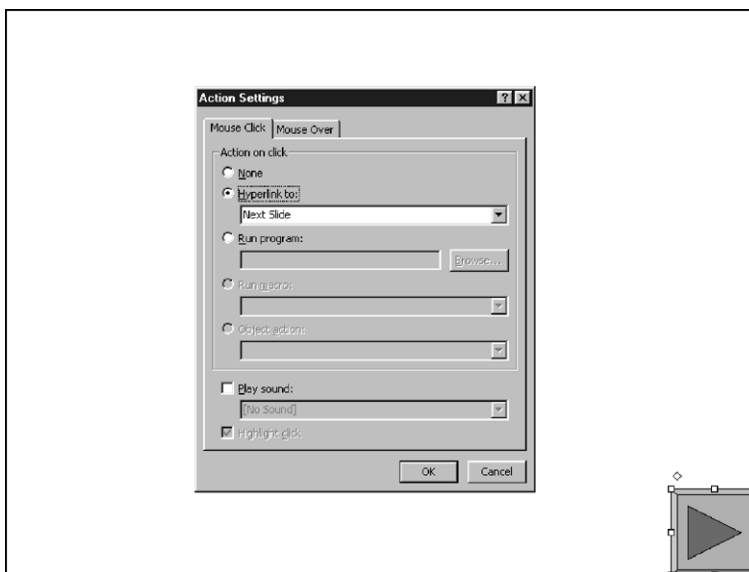 Action Settings
Mouse Click Mouse Over
Action on click
None
Hyperlink to:
Next Slide
Run program:
Browse...
Run macro:
Object action:
Play sound:
[No Sound]
Highlight click
OK Cancel